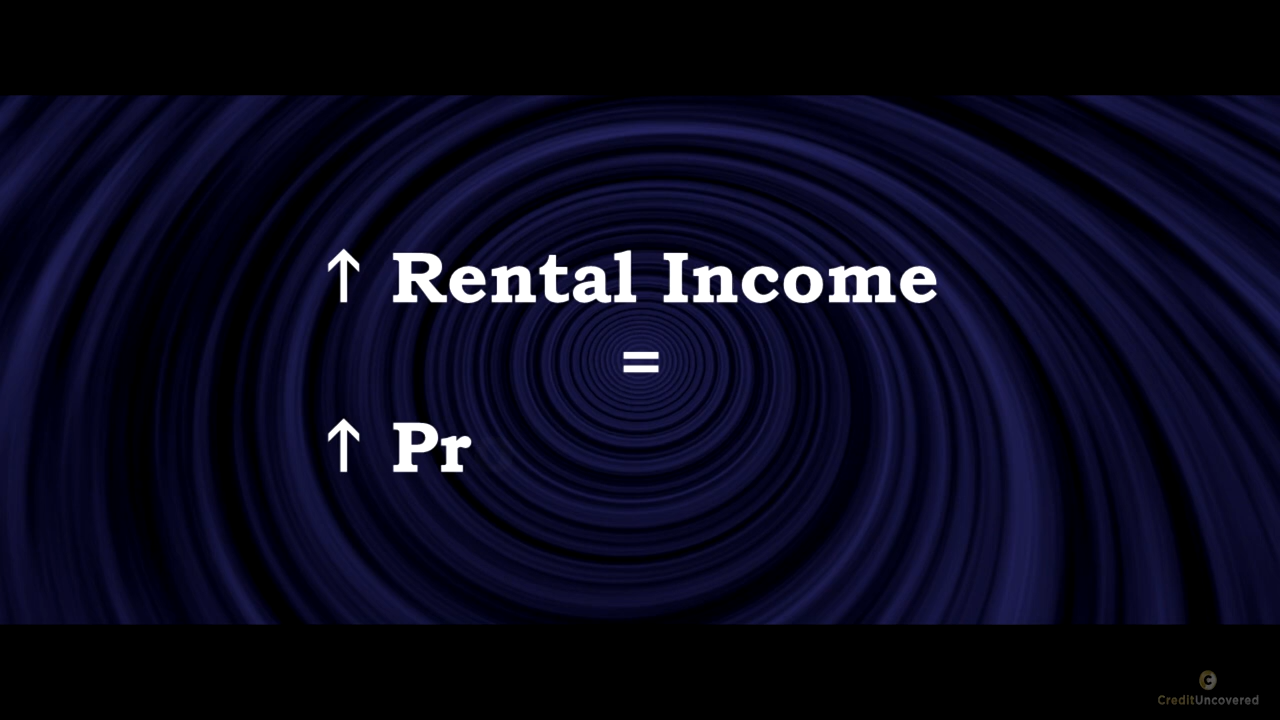 ↑ Rental Income
=
↑ Pr
CreditUncovered